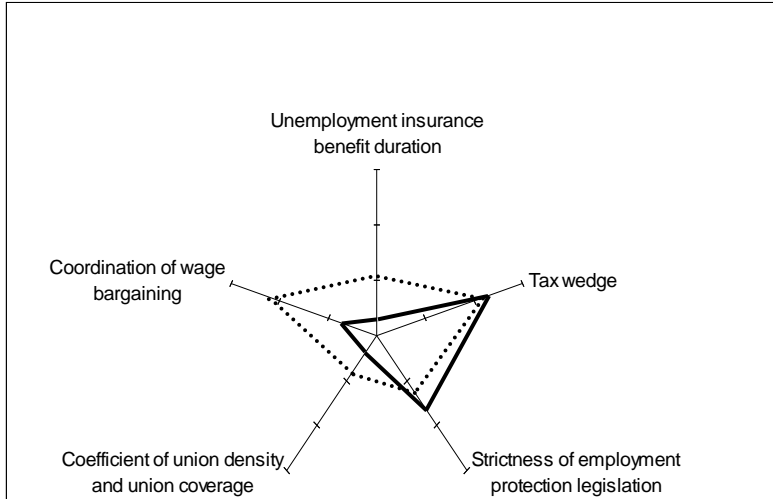 Unemployment insurance
benefit duration
Coordination of wage
bargaining
Tax wedge
Coefficient of union density
and union coverage
Strictness of employment
protection legislation